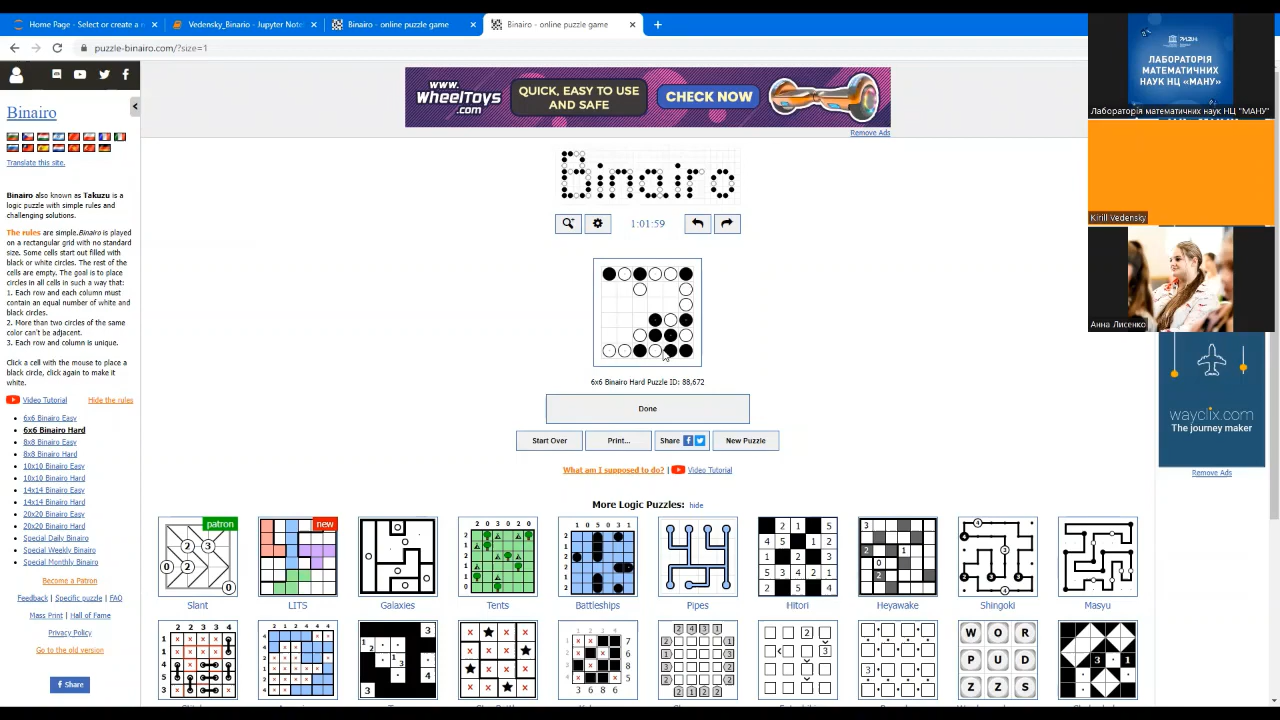 Home Page - Select or create a n
Vedensky_Binario - Jupyter Note
Binairo - online puzzle game
Binairo - online puzzle game
puzzle-binairo.com/?size=1
Binairo
Translate this site.
Binairo also known as Takuzu is a
logic puzzle with simple rules and
challenging solutions.
The rules are simple.Binairo is played
on a rectangular grid with no standard
size. Some cells start out filled with
black or white circles. The rest of the
cells are empty. The goal is to place
circles in all cells in such a way that:
1. Each row and each column must
contain an equal number of white and
black circles.
2. More than two circles of the same
color can't be adjacent.
3. Each row and column is unique.
Click a cell with the mouse to place a
black circle, click again to make it
white.
Video Tutorial Hide the rules
6x6 Binairo Easy
6x6 Binairo Hard
8x8 Binairo Easy
8x8 Binairo Hard
10x10 Binairo Easy
10x10 Binairo Hard
14x14 Binairo Easy
14x14 Binairo Hard
20x20 Binairo Easy
20x20 Binairo Hard
Special Daily Binairo
Special Weekly Binairo
Special Monthly Binairo
Become a Patron
Feedback | Specific puzzle | FAQ
Mass Print | Hall of Fame
Privacy Policy
Go to the old version
Share
www.
WHEELTOYS
.com
QUICK, EASY TO USE
AND SAFE
CHECK NOW
Remove Ads
Binairo
1:01:59
6x6 Binairo Hard Puzzle ID: 88,672
Done
Start Over
Print...
Share
New Puzzle
What am I supposed to do? | Video Tutorial
More Logic Puzzles: hide
patron
new
Slant
LITS
Galaxies
Tents
Battleships
Pipes
Hitori
Heyawake
Shingoki
Masyu
W O R
P U D
Z Z S
ЛАБОРАТОРІЯ
МАТЕМАТИЧНИХ
НАУК НЦ «МАНУ»
Лабораторія математичних наук НЦ "МАНУ"
Kirill Vedensky
Анна Лисенко
wayclix.com
The journey maker
Remove Ads